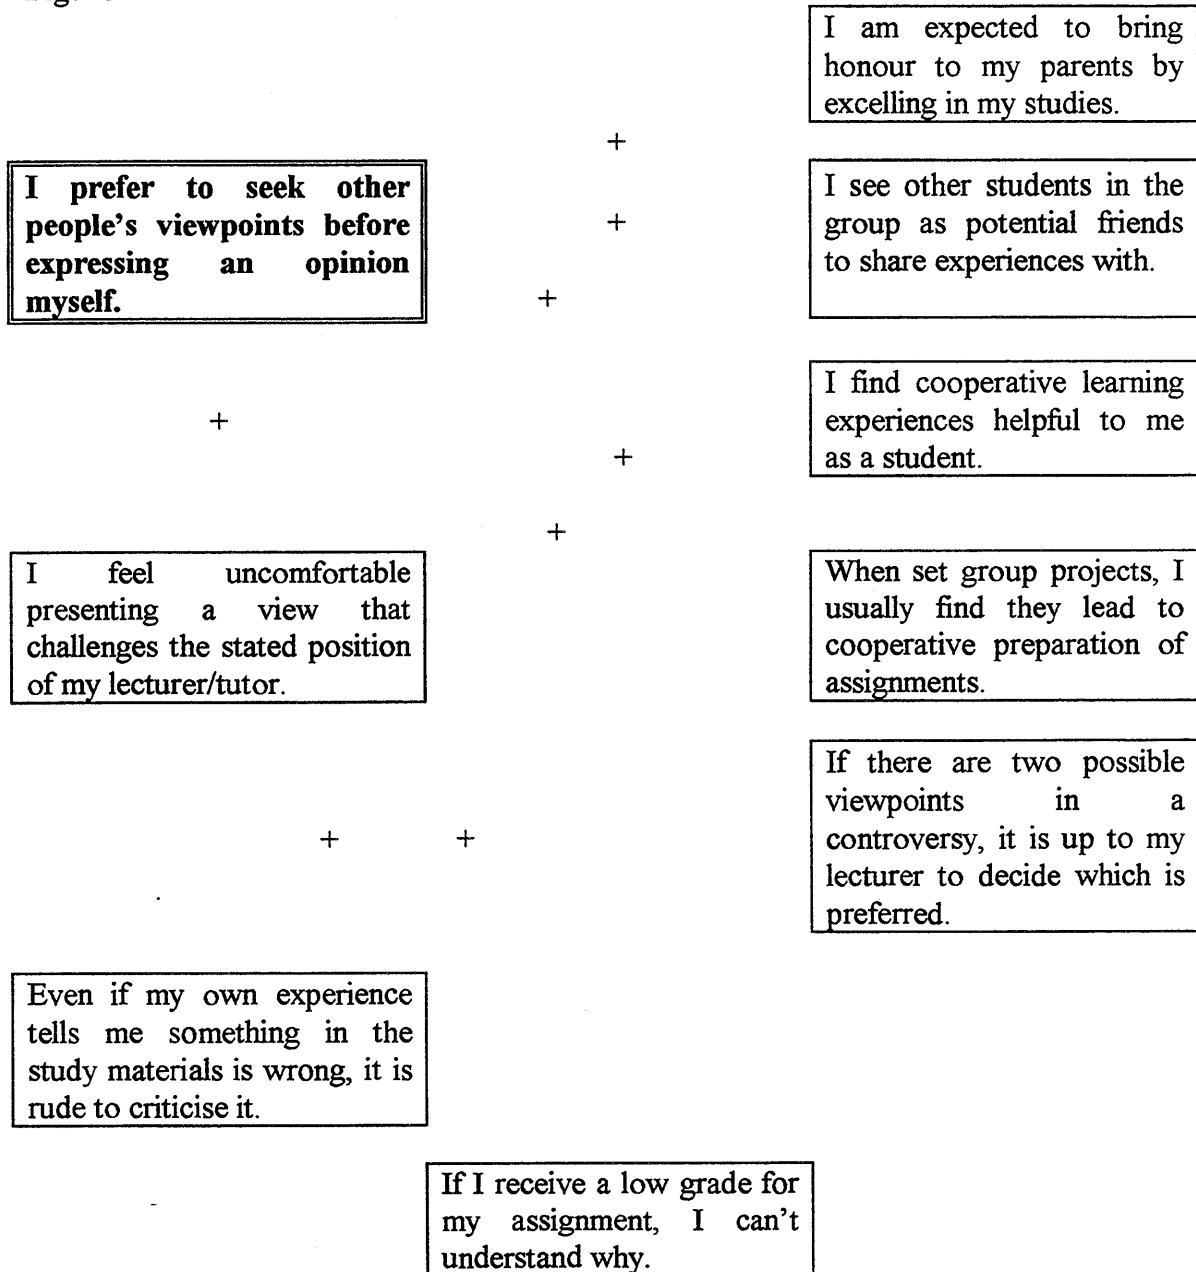 I am expected to bring
honour to my parents by
excelling in my studies.
+
I prefer to seek other
people's viewpoints before
expressing an opinion
myself.
+
+
I see other students in the
group as potential friends
to share experiences with.
+
+
I find cooperative learning
experiences helpful to me
as a student.
+
I feel uncomfortable
presenting a view that
challenges the stated position
of my lecturer/tutor.
When set group projects, I
usually find they lead to
cooperative preparation of
assignments.
+ +
If there are two possible
viewpoints in a
controversy, it is up to my
lecturer to decide which is
preferred.
Even if my own experience
tells me something in the
study materials is wrong, it is
rude to criticise it.
If I receive a low grade for
my assignment, I can't
understand why.